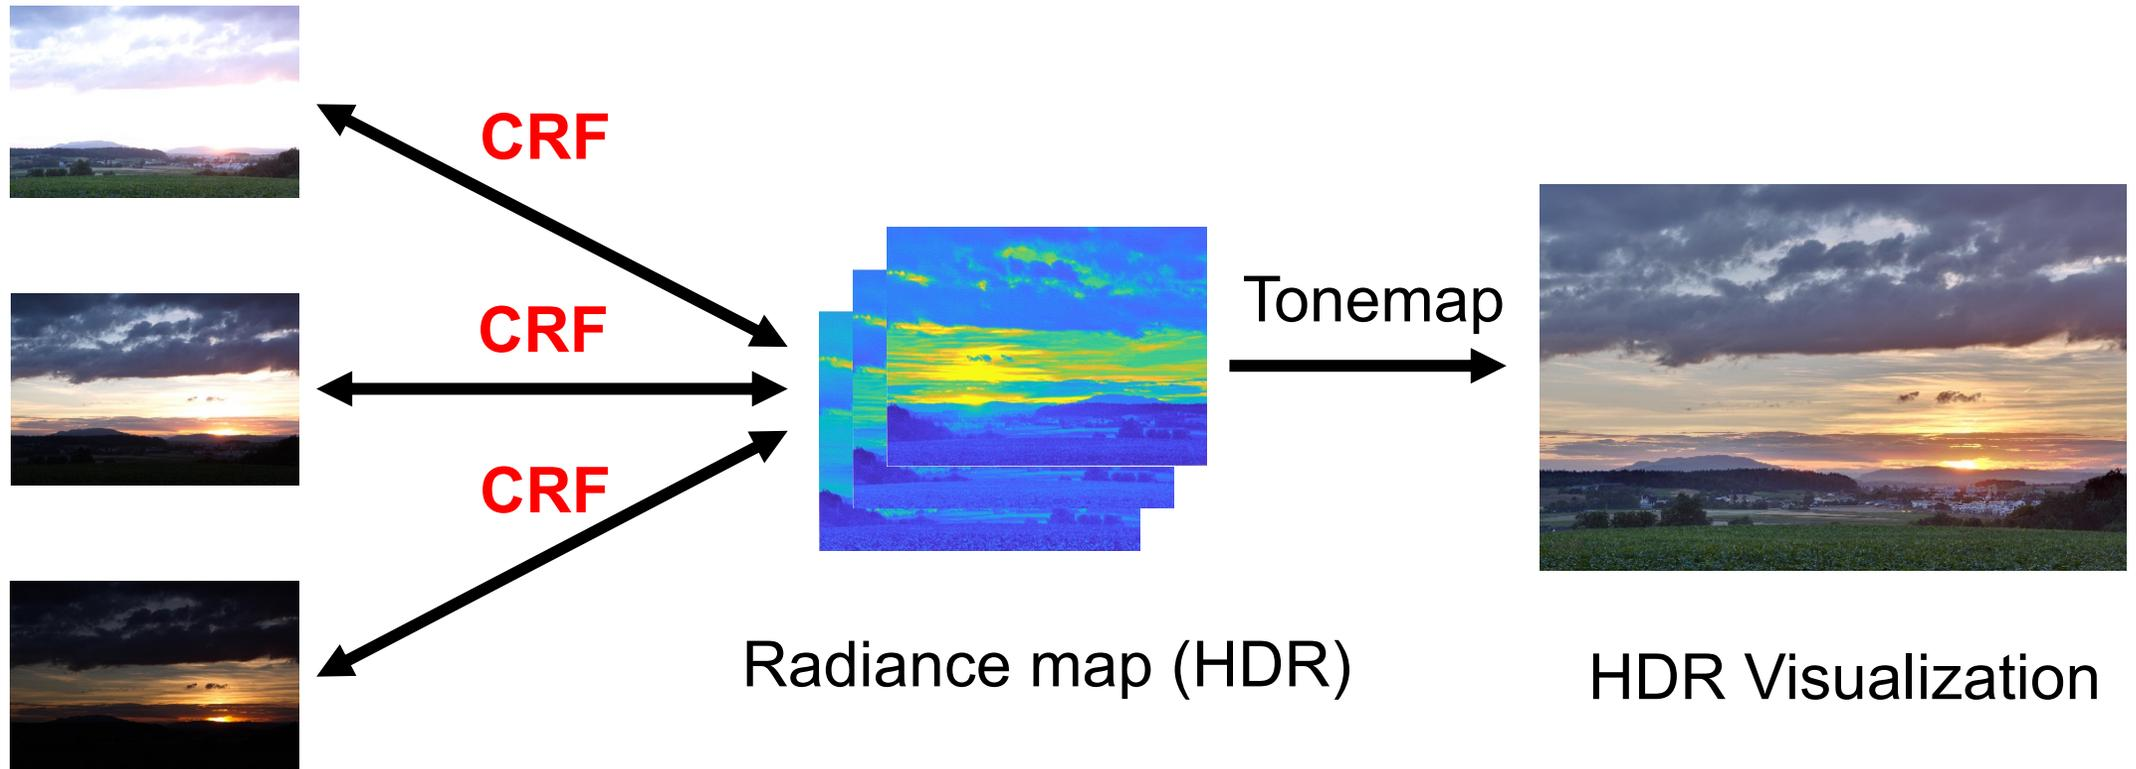 CRF
CRF
CRF
Tonemap
Radiance map (HDR)
HDR Visualization